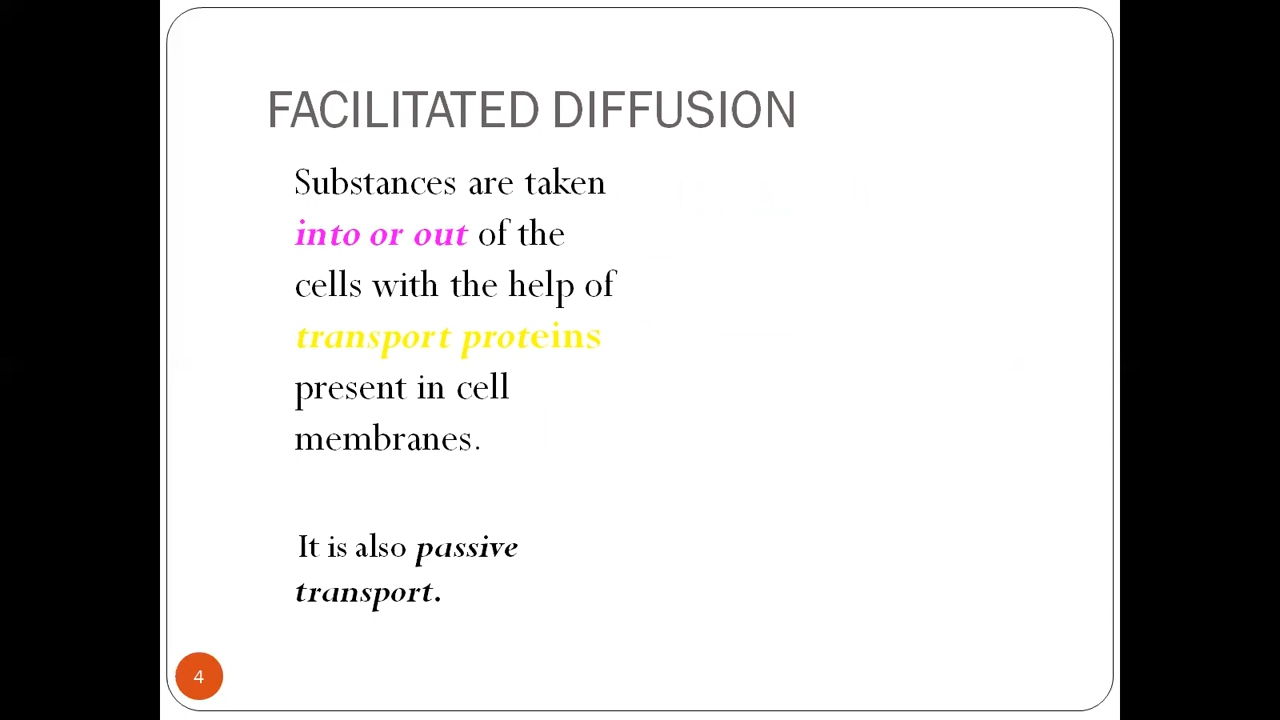 FACILITATED DIFFUSION
Substances are taken
into or out of the
cells with the help of
transport proteins
present in cell
membranes.
It is also passive
transport.
4